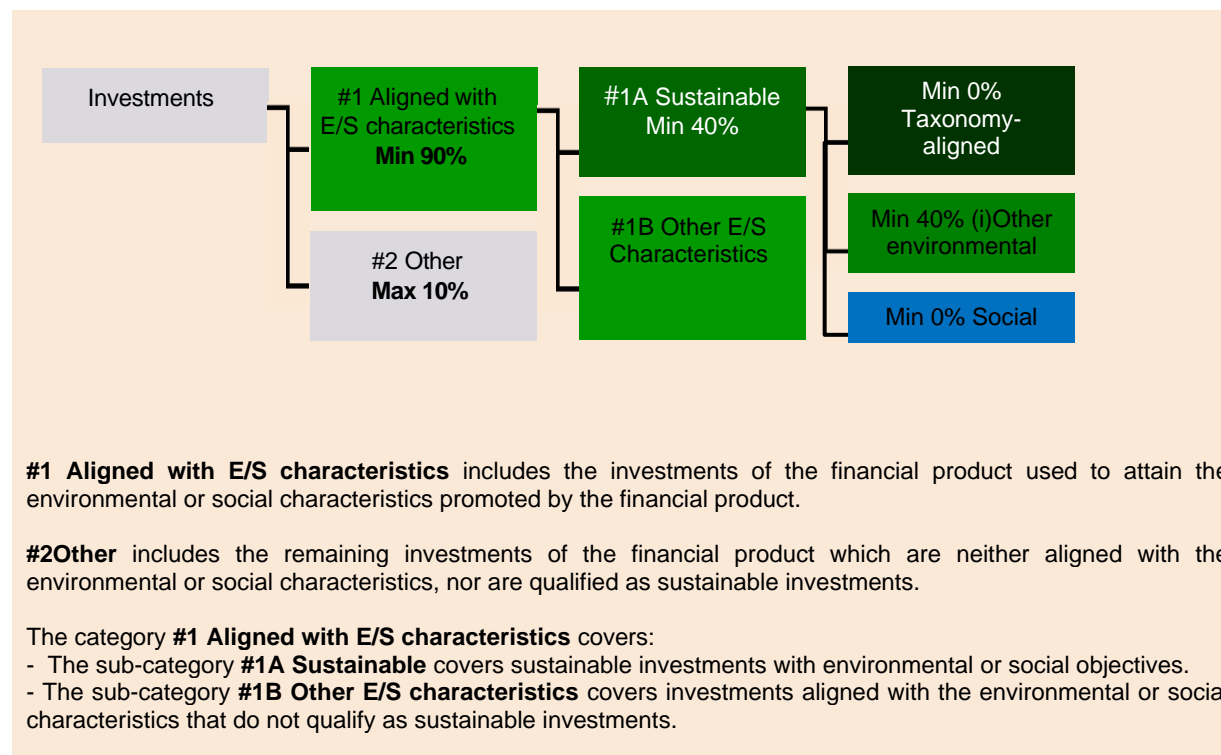 Investments
#1 Aligned with
E/S characteristics
Min 90%
#2 Other
Max 10%
#1A Sustainable
Min 40%
#1B Other E/S
Characteristics
Min 0%
Taxonomy-
aligned
Min 40% (i)Other
environmental
Min 0% Social
#1 Aligned with E/S characteristics includes the investments of the financial product used to attain the
environmental or social characteristics promoted by the financial product.
#2Other includes the remaining investments of the financial product which are neither aligned with the
environmental or social characteristics, nor are qualified as sustainable investments.
The category #1 Aligned with E/S characteristics covers:
- The sub-category #1A Sustainable covers sustainable investments with environmental or social objectives.
- The sub-category #1B Other E/S characteristics covers investments aligned with the environmental or social
characteristics that do not qualify as sustainable investments.